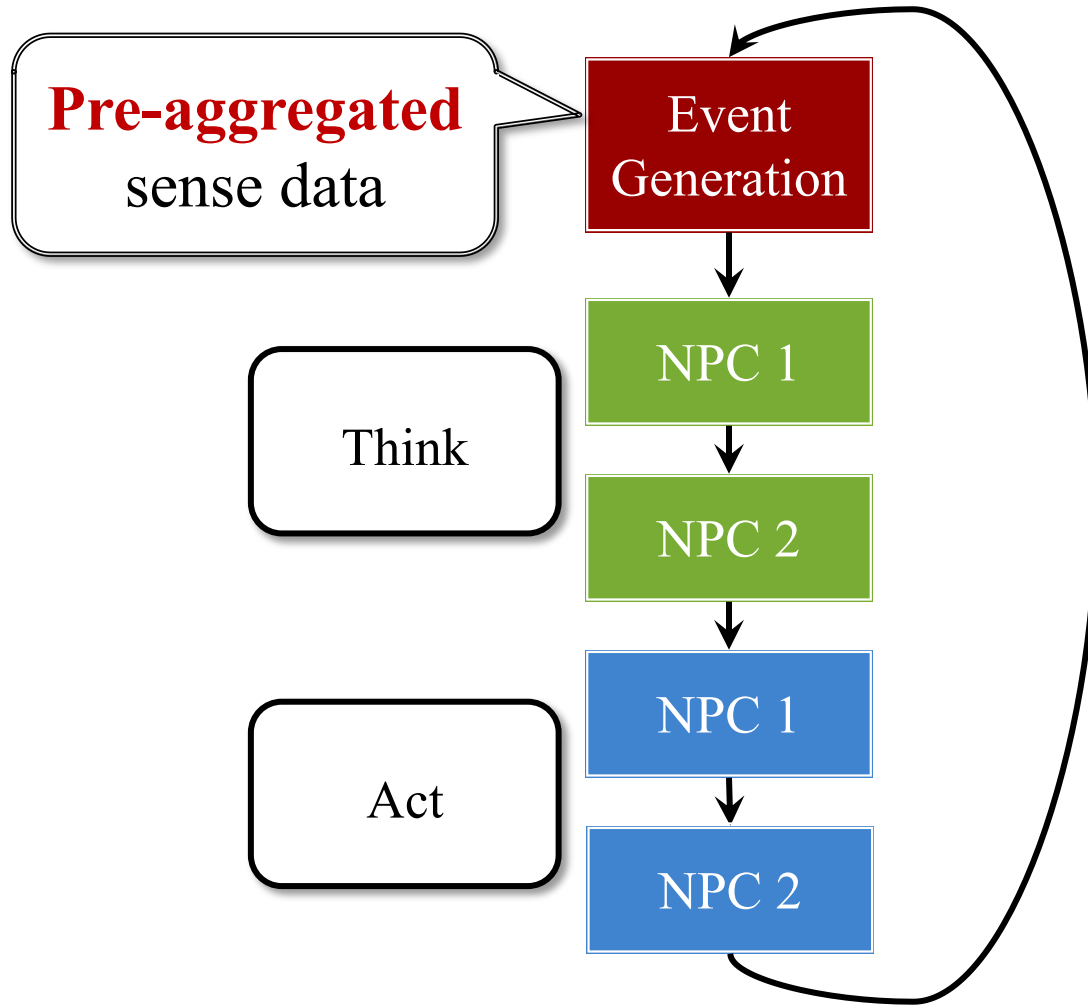 Pre-aggregated
sense data
Event
Generation
NPC 1
Think
NPC 2
NPC 1
Act
NPC 2